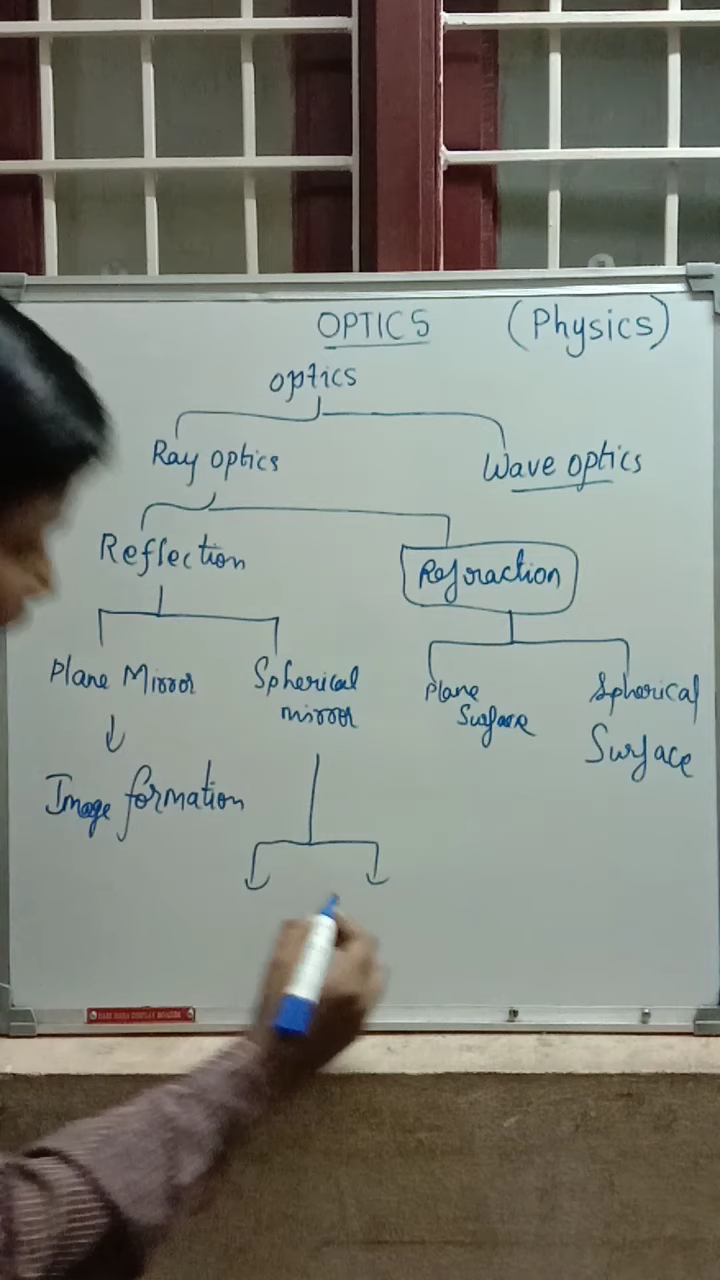 OPTICS (Physics)
optics
Ray optics Wave optics
Reflection Refraction
Plane Mirror Spherical mirror Plane Surface Spherical Surface
Image formation